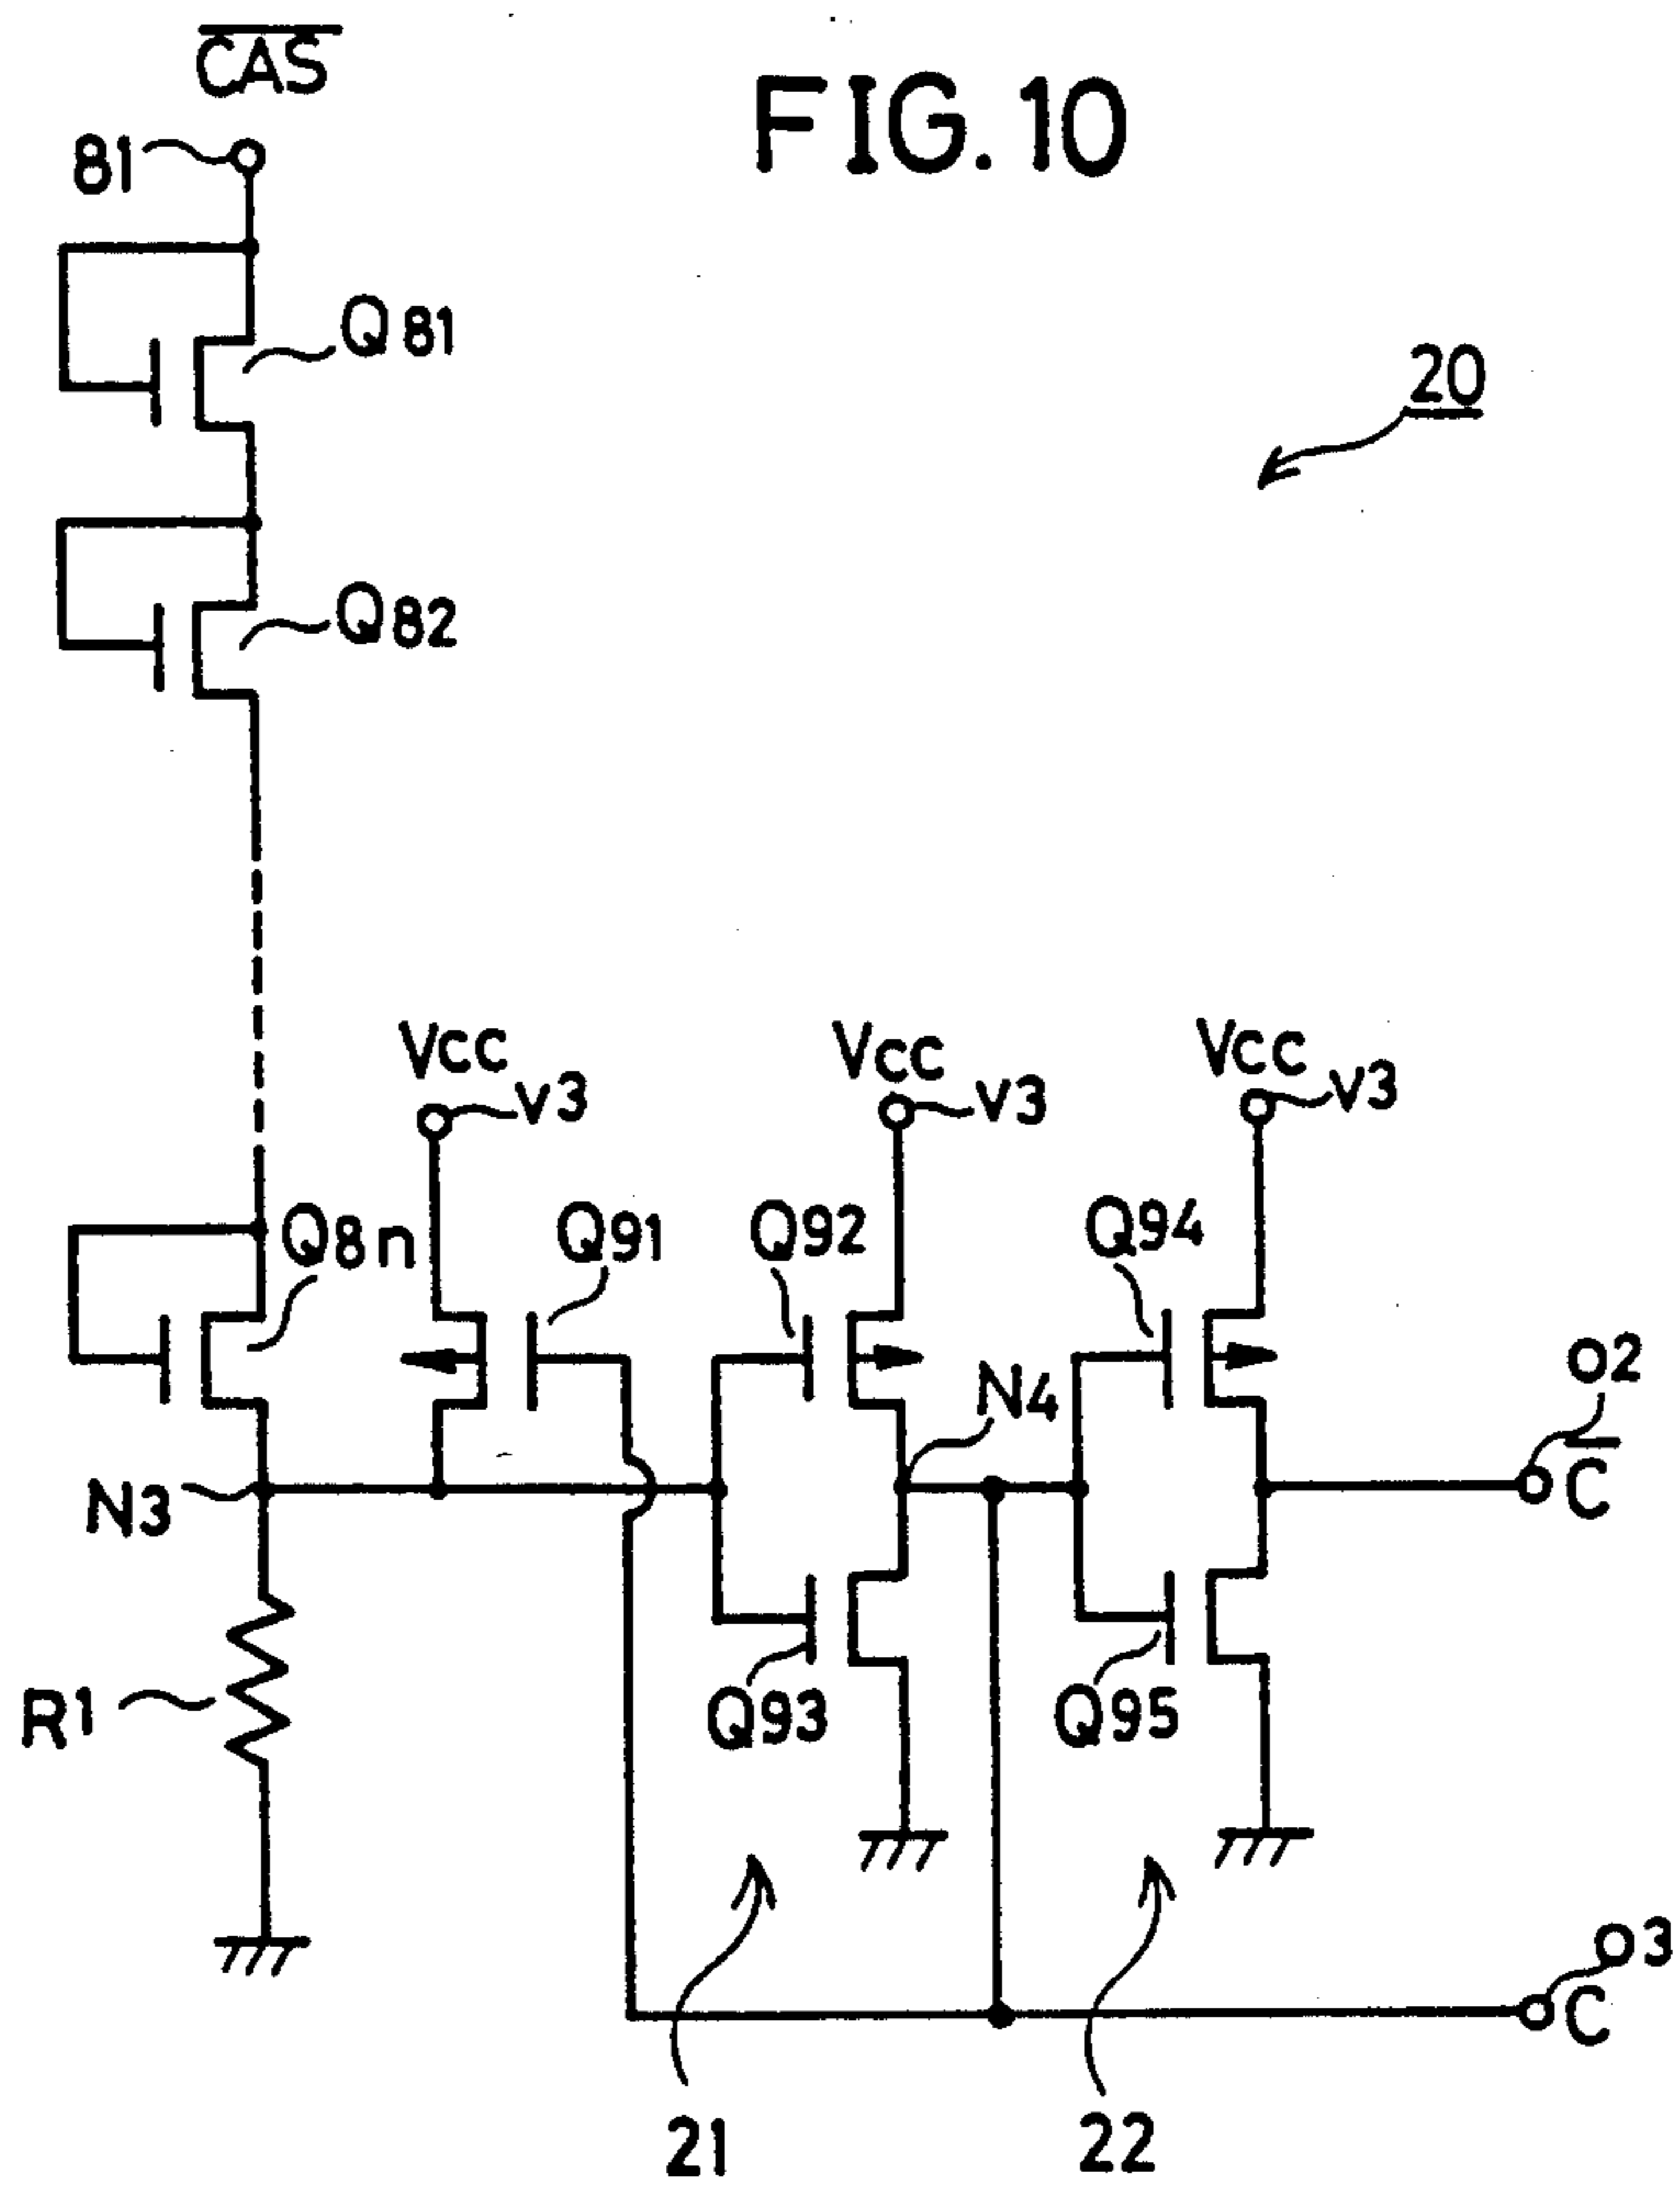 C̅A̅S̅
FIG.10
81
Q81
20
Q82
Vcc
v3
Vcc
v3
Vcc
v3
Q8n
Q91
Q92
Q94
N4
o2
N3
C̅
R1
Q93
Q95
o3
C
21
22